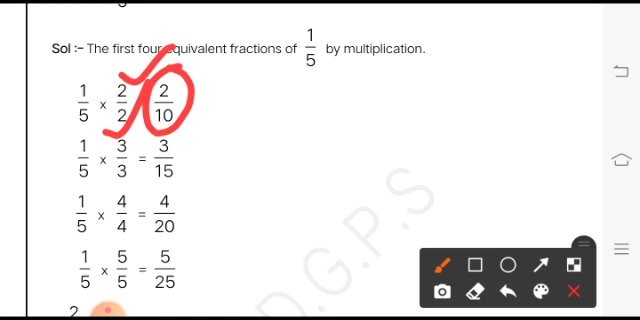 Sol :- The first four equivalent fractions of 1/5 by multiplication.
1/5 × 2/2 2/10
1/5 × 3/3 = 3/15
1/5 × 4/4 = 4/20
1/5 × 5/5 = 5/25
2
D.G.P.S